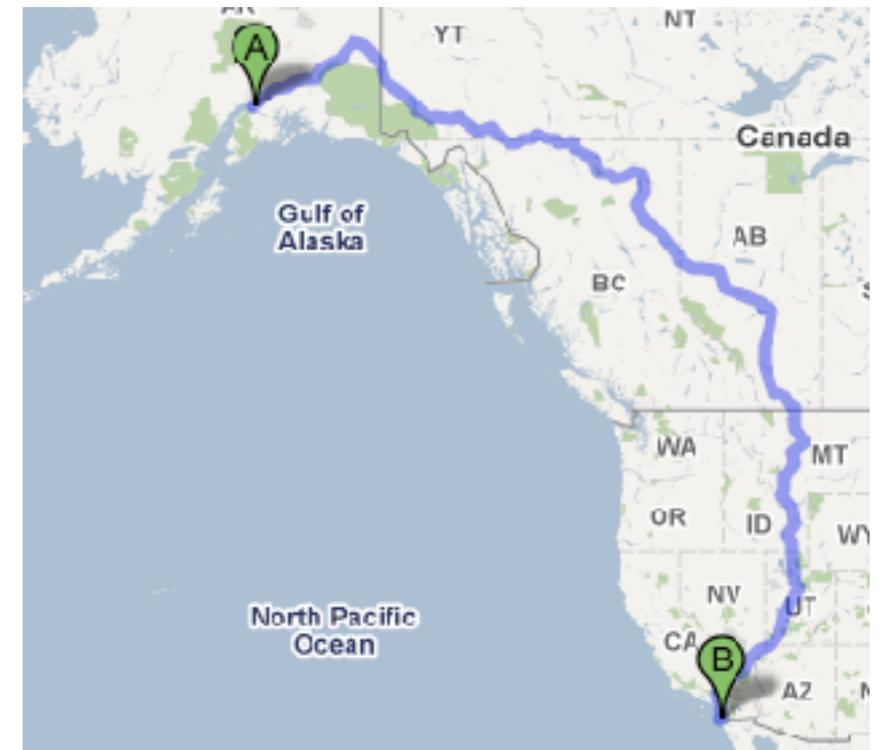 YT
NT
A
Canada
Gulf of
Alaska
AB
BC
WA
MT
OR
ID
WY
NV
UT
CA
B
AZ
North Pacific
Ocean